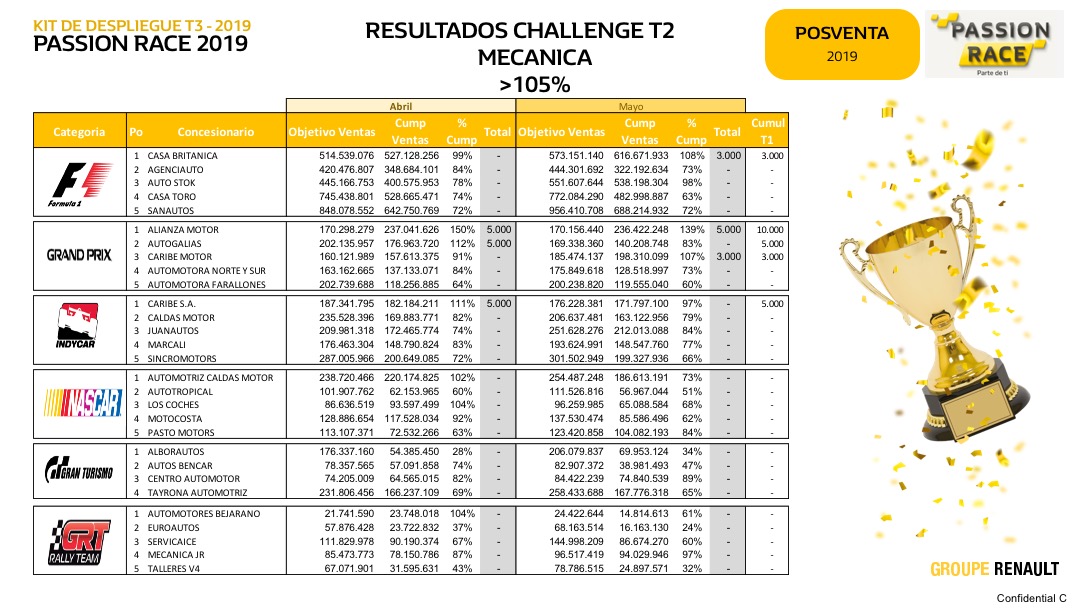 KIT DE DESPLIEGUE T3 - 2019
PASSION RACE 2019
RESULTADOS CHALLENGE T2
MECANICA
>105%
POSVENTA
2019
PASSION
RACE
Parte de ti
Abril Mayo
Categoria Po Concesionario Objetivo Ventas Cump Ventas % Cump Total Objetivo Ventas Cump Ventas % Cump Total Cumul T1
Formula 1
1 CASA BRITANICA 514.539.076 527.128.256 99% - 573.151.140 616.671.933 108% 3.000 3.000
2 AGENCIAUTO 420.476.807 348.684.101 84% - 444.301.692 322.192.634 73% - -
3 AUTO STOK 445.166.753 400.575.953 78% - 551.607.644 538.198.304 98% - -
4 CASA TORO 745.438.801 528.665.471 74% - 772.084.290 482.998.887 63% - -
5 SANAUTOS 848.078.552 642.750.769 72% - 956.410.708 688.214.932 72% - -
GRAND PRIX
1 ALIANZA MOTOR 170.298.279 237.041.626 150% 5.000 170.156.440 236.422.248 139% 5.000 10.000
2 AUTOGALIAS 202.135.957 176.963.720 112% 5.000 169.338.360 140.208.748 83% - 5.000
3 CARIBE MOTOR 160.121.989 157.613.375 91% - 185.474.137 198.310.099 107% 3.000 3.000
4 AUTOMOTORA NORTE Y SUR 163.162.665 137.133.071 84% - 175.849.618 128.518.997 73% - -
5 AUTOMOTORA FARALLONES 202.739.688 118.256.885 64% - 200.238.820 119.555.040 60% - -
INDYCAR
1 CARIBE S.A. 187.341.795 182.184.211 111% 5.000 176.228.381 171.797.100 97% - 5.000
2 CALDAS MOTOR 235.528.396 169.883.771 82% - 206.637.481 163.122.956 79% - -
3 JUANAUTOS 209.981.318 172.465.774 74% - 251.628.276 212.013.088 84% - -
4 MARCALI 176.463.304 148.790.824 83% - 193.624.991 148.547.760 77% - -
5 SINCROMOTORS 287.005.966 200.649.085 72% - 301.502.949 199.327.936 66% - -
NASCAR
1 AUTOMOTRIZ CALDAS MOTOR 238.720.466 220.174.825 102% - 254.487.248 186.613.191 73% - -
2 AUTOTROPICAL 101.907.762 62.153.965 60% - 111.526.816 56.967.044 51% - -
3 LOS COCHES 86.636.519 93.597.499 104% - 96.259.985 65.088.584 68% - -
4 MOTOCOSTA 128.886.654 117.528.034 92% - 137.530.474 85.586.496 62% - -
5 PASTO MOTORS 113.107.371 72.532.266 63% - 123.420.858 104.082.193 84% - -
GRAN TURISMO
1 ALBORAUTOS 176.337.160 54.385.450 28% - 206.079.837 69.953.124 34% - -
2 AUTOS BENCAR 78.357.565 57.091.858 74% - 82.907.372 38.981.493 47% - -
3 CENTRO AUTOMOTOR 74.205.009 64.565.015 82% - 84.422.239 74.840.539 89% - -
4 TAYRONA AUTOMOTRIZ 231.806.456 166.237.109 69% - 258.433.688 167.776.318 65% - -
GRT
RALLY TEAM
1 AUTOMOTORES BEJARANO 21.741.590 23.748.018 104% - 24.422.644 14.814.613 61% - -
2 EUROAUTOS 57.876.428 23.722.832 37% - 68.163.514 16.163.130 24% - -
3 SERVICAICE 111.829.978 90.190.374 67% - 144.998.209 86.674.270 60% - -
4 MECANICA JR 85.473.773 78.150.786 87% - 96.517.419 94.029.946 97% - -
5 TALLERES V4 67.071.901 31.595.631 43% - 78.786.515 24.897.571 32% - -
GROUPE RENAULT
Confidential C